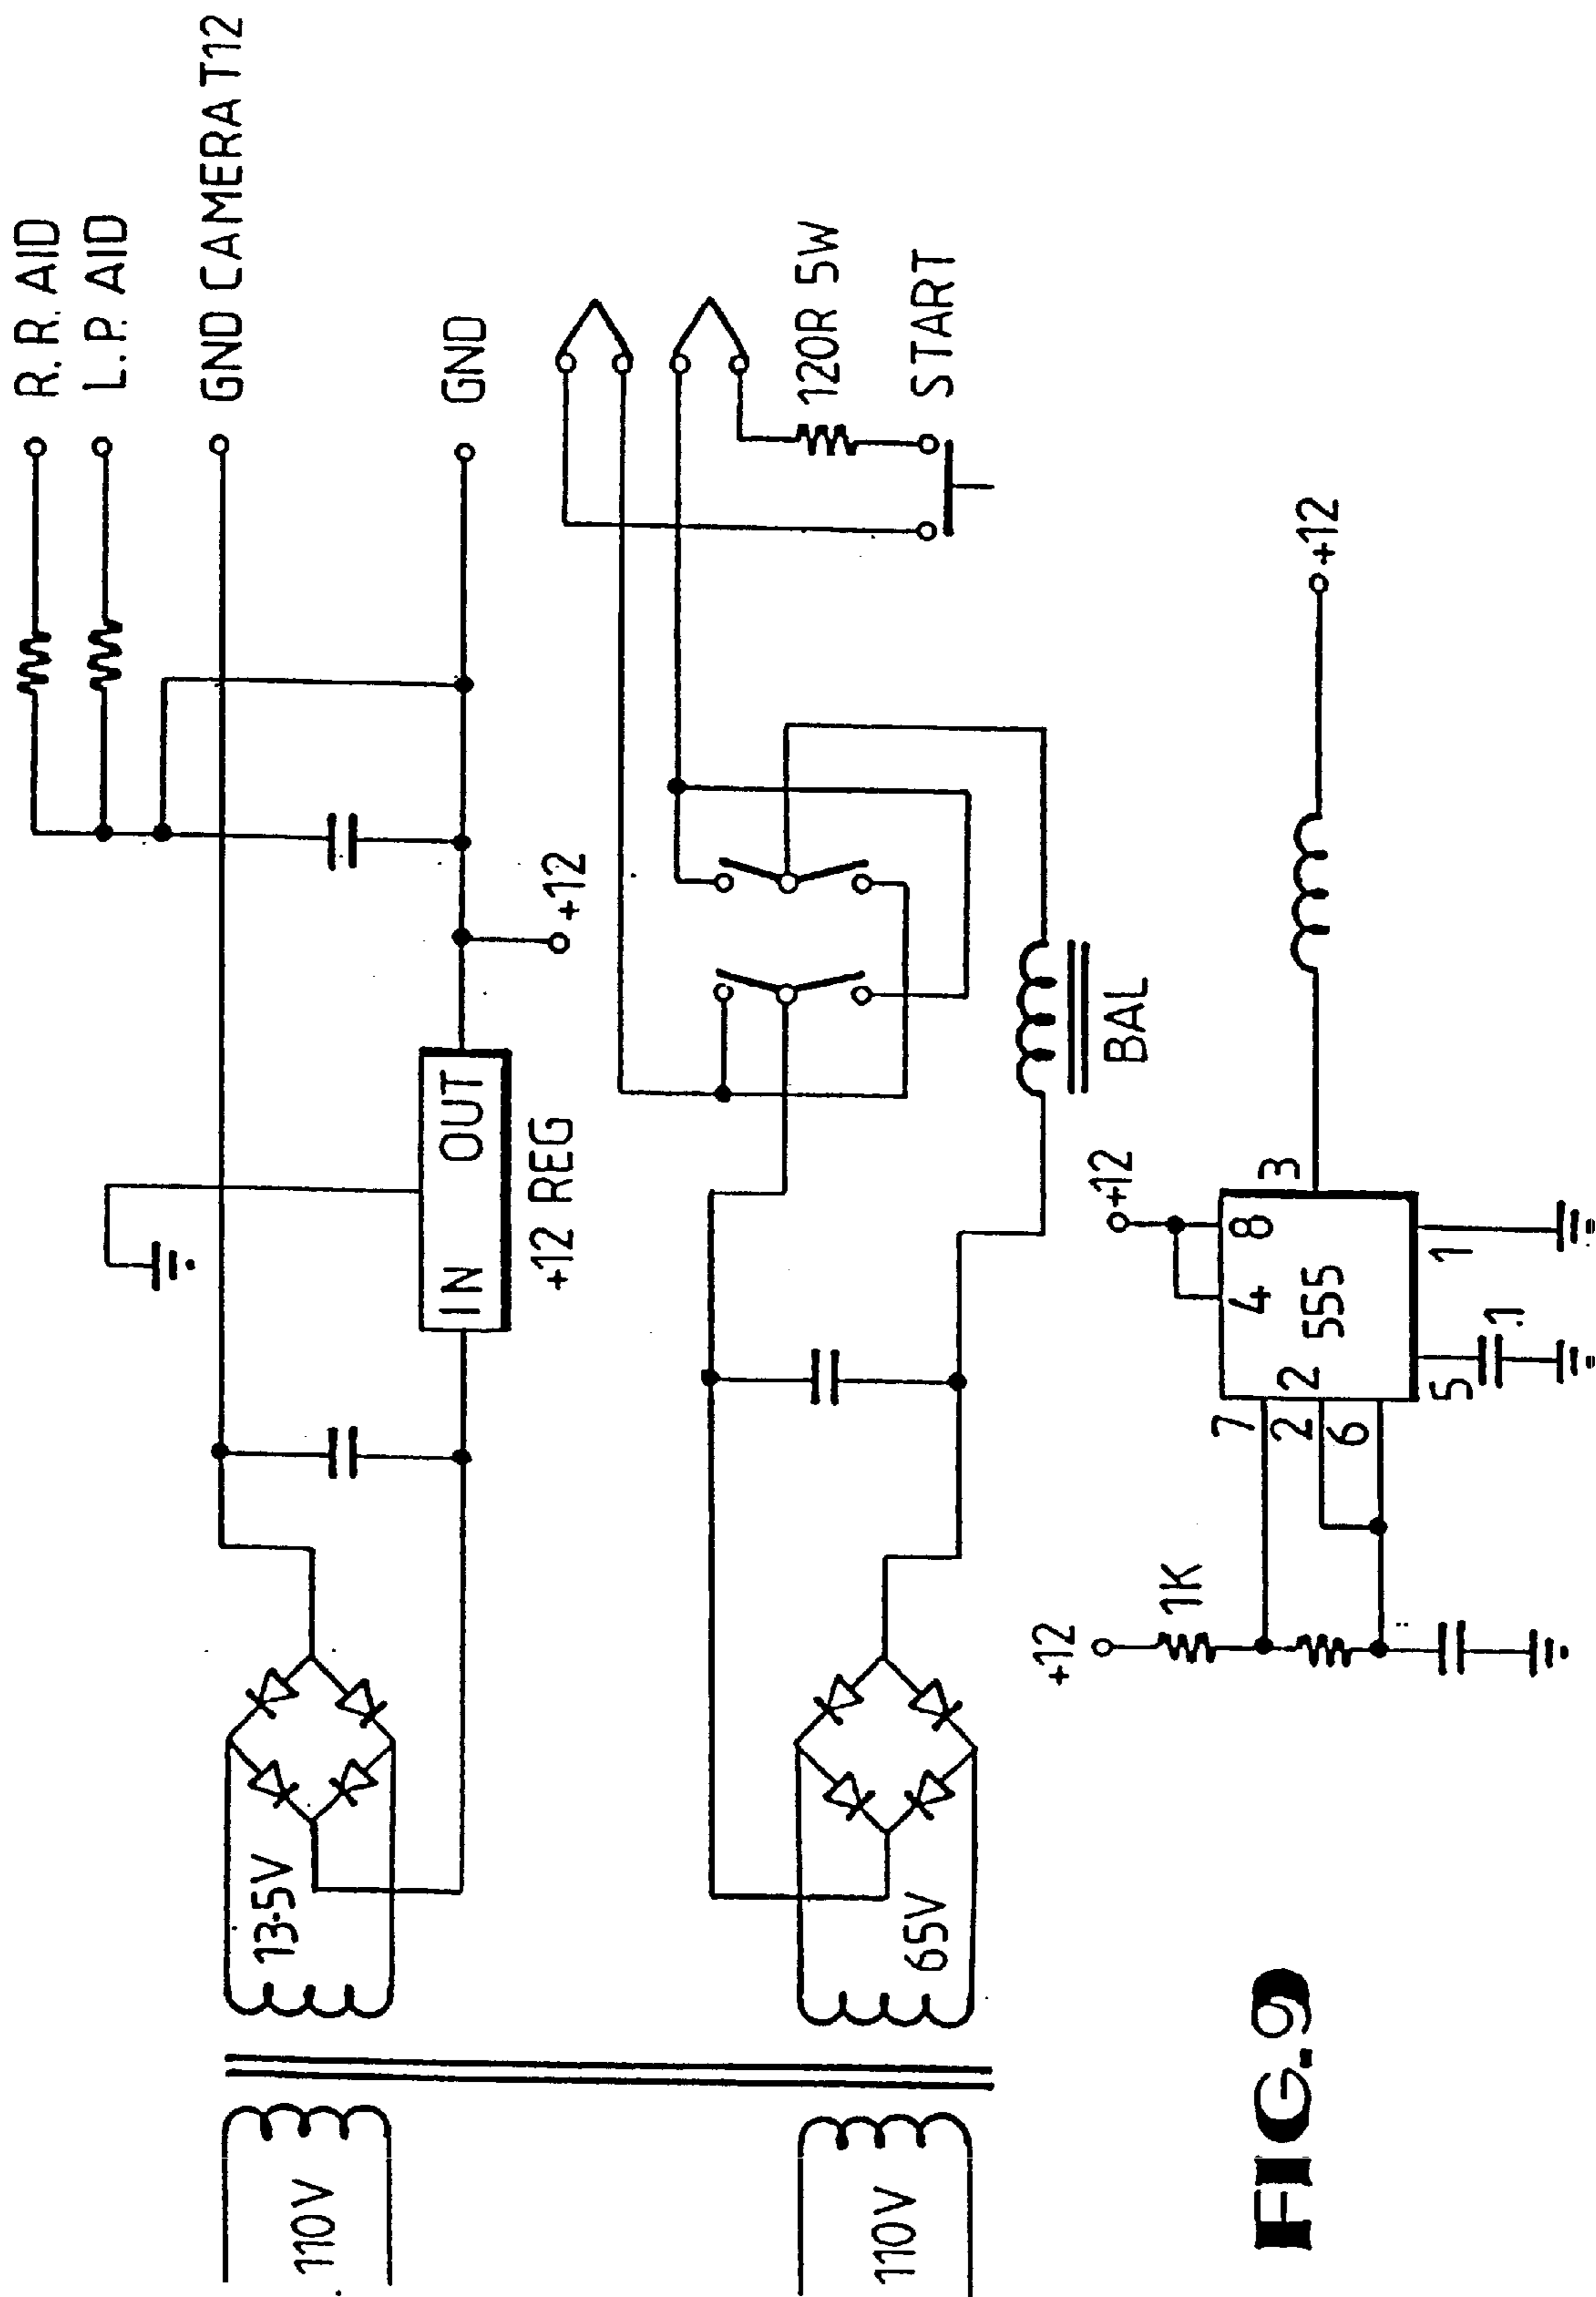 R.R. AID
L.P. AID
GND CAMERA T12
GND
110V
13·5V
IN OUT
+12 REG
+12
110V
65V
BAL
120R 5W
START
+12
1K
7
2
6
2
4
8
555
3
5
1
.1
+12
+12
FIG.9